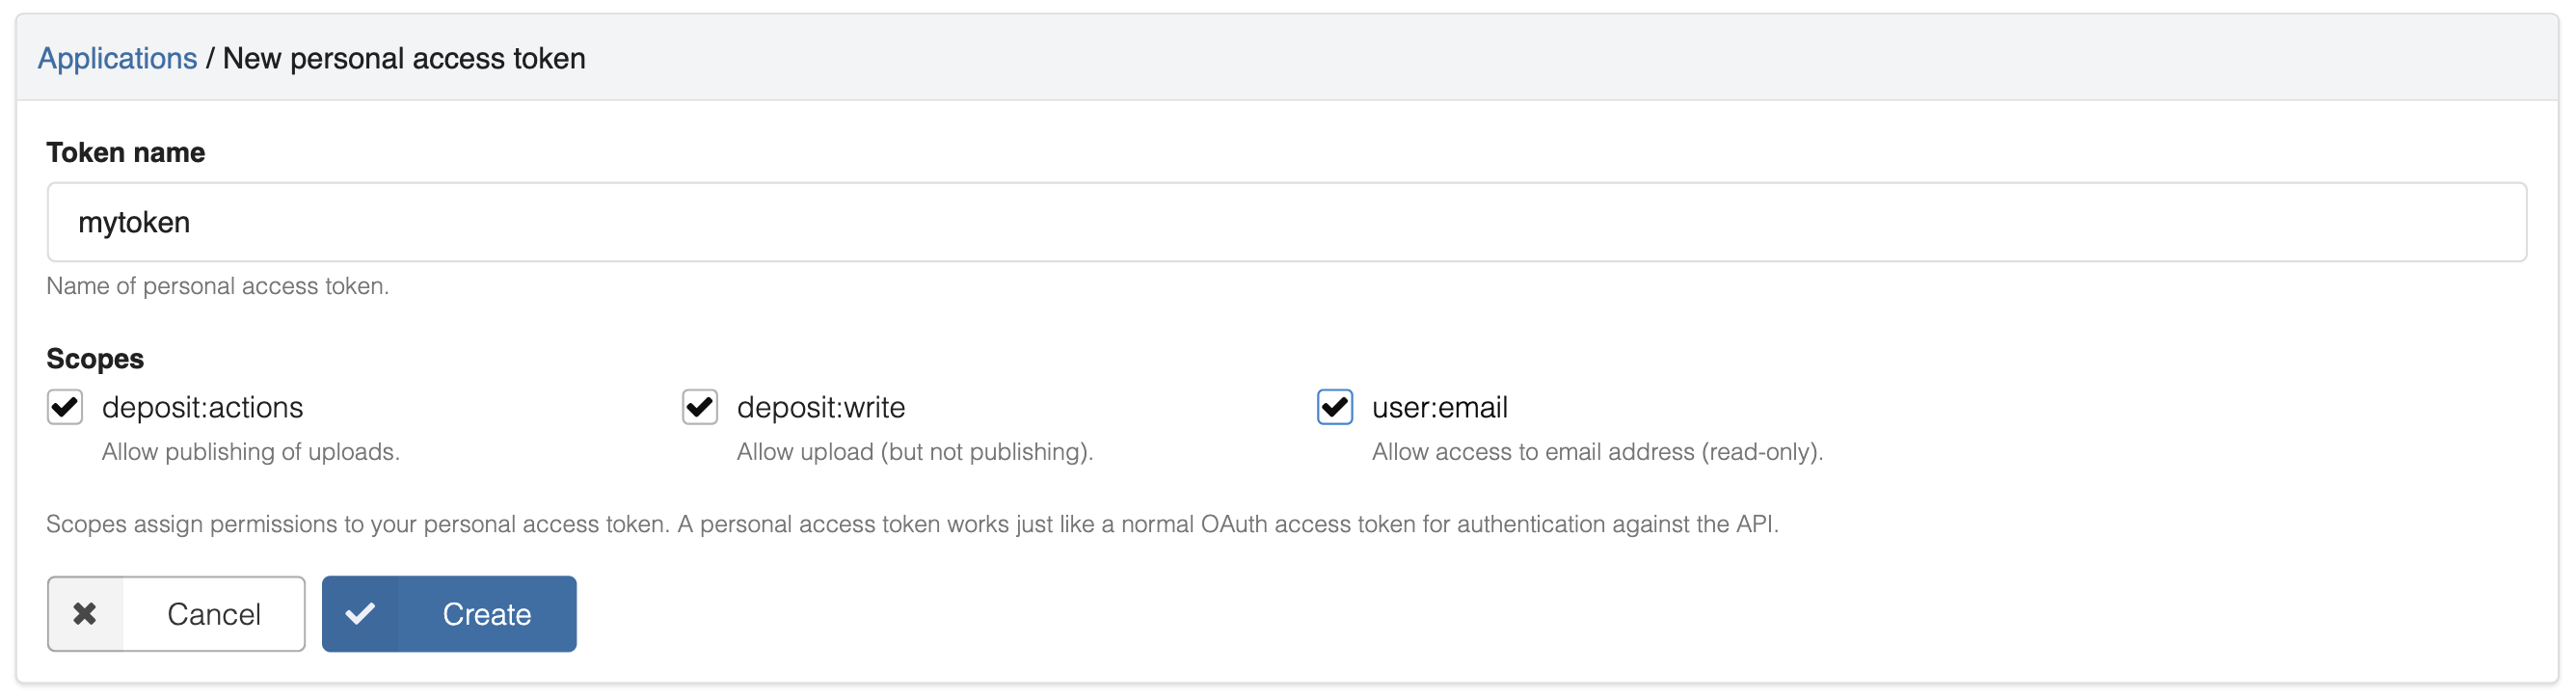 Applications / New personal access token
Token name
mytoken
Name of personal access token.
Scopes
deposit:actions
Allow publishing of uploads.
deposit:write
Allow upload (but not publishing).
user:email
Allow access to email address (read-only).
Scopes assign permissions to your personal access token. A personal access token works just like a normal OAuth access token for authentication against the API.
Cancel
Create